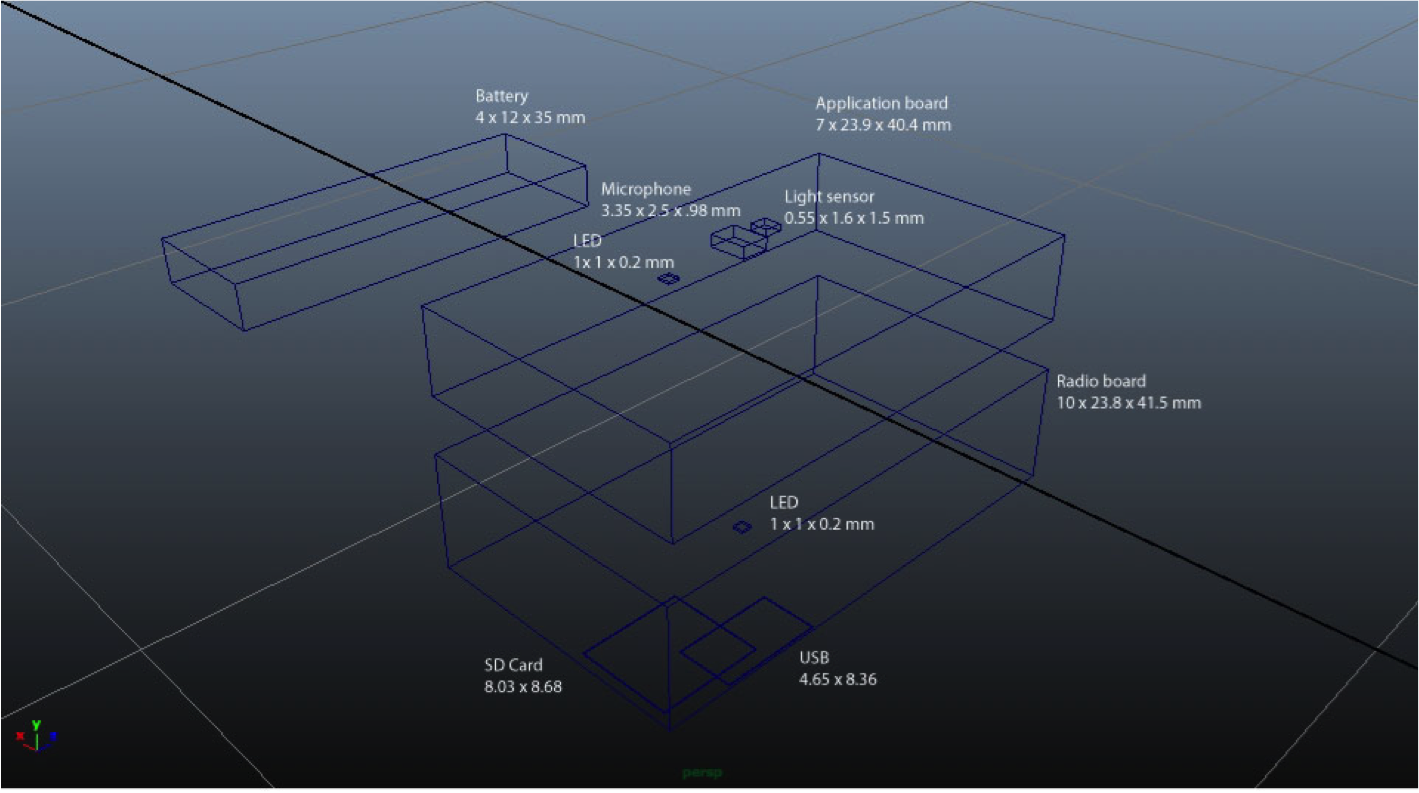 Battery
4 x 12 x 35 mm
Application board
7 x 23.9 x 40.4 mm
Microphone
3.35 x 2.5 x .98 mm
Light sensor
0.55 x 1.6 x 1.5 mm
LED
1x 1 x 0.2 mm
Radio board
10 x 23.8 x 41.5 mm
LED
1 x 1 x 0.2 mm
SD Card
8.03 x 8.68
USB
4.65 x 8.36
y
x
persp